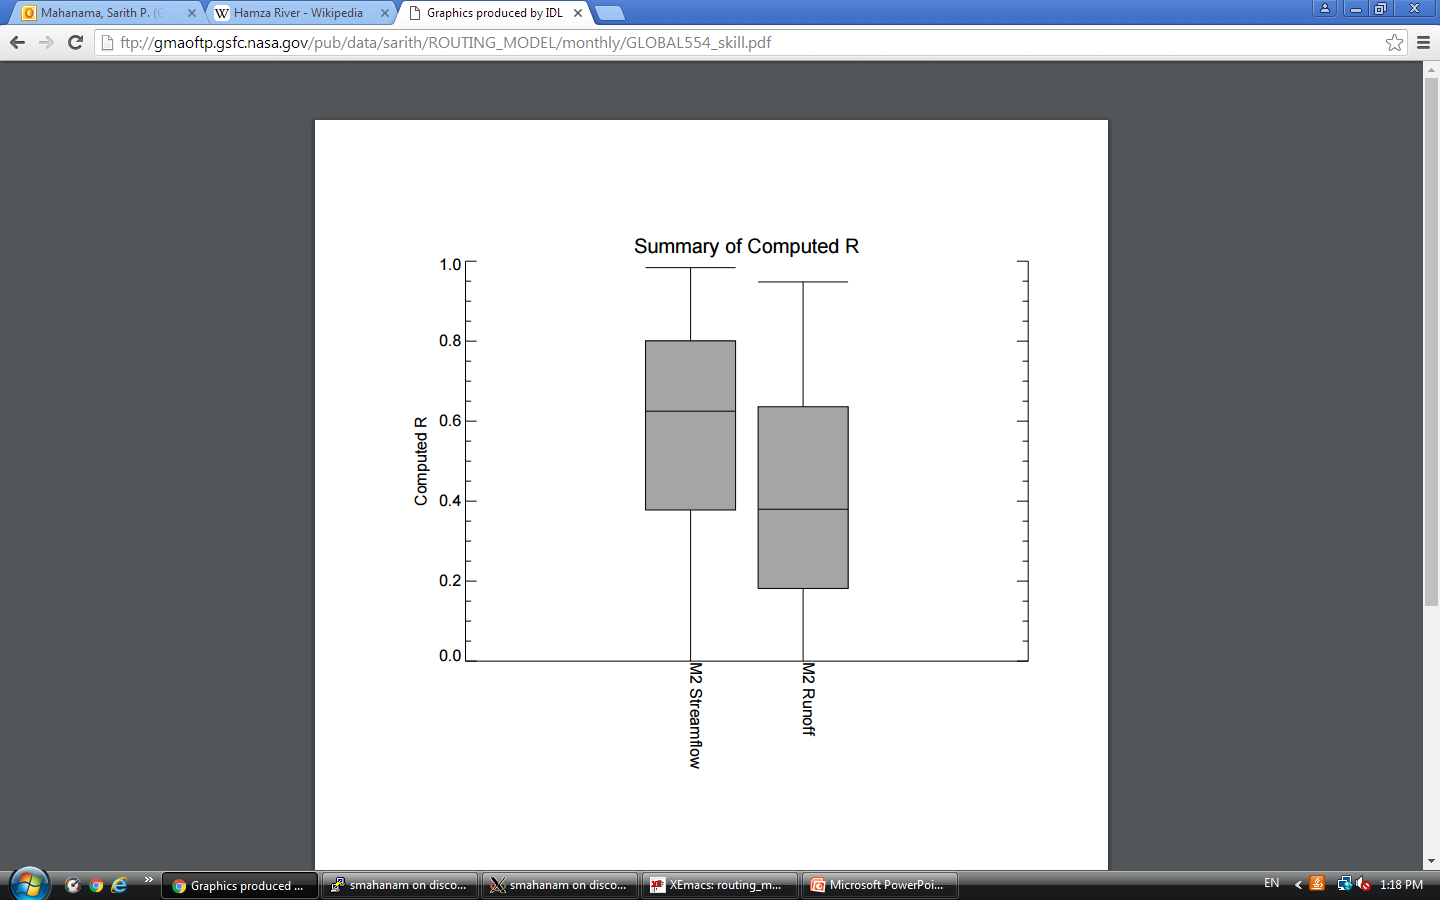 Mahanama, Sarith P. (G
Hamza River - Wikipedia
Graphics produced by IDL
ftp://gmaoftp.gsfc.nasa.gov/pub/data/sarith/ROUTING_MODEL/monthly/GLOBAL554_skill.pdf
Summary of Computed R
1.0
0.8
0.6
0.4
0.2
0.0
Computed R
M2 Streamflow
M2 Runoff
Graphics produced ...
smahanam on disco...
smahanam on disco...
XEmacs: routing_m...
Microsoft PowerPoi...
EN
1:18 PM